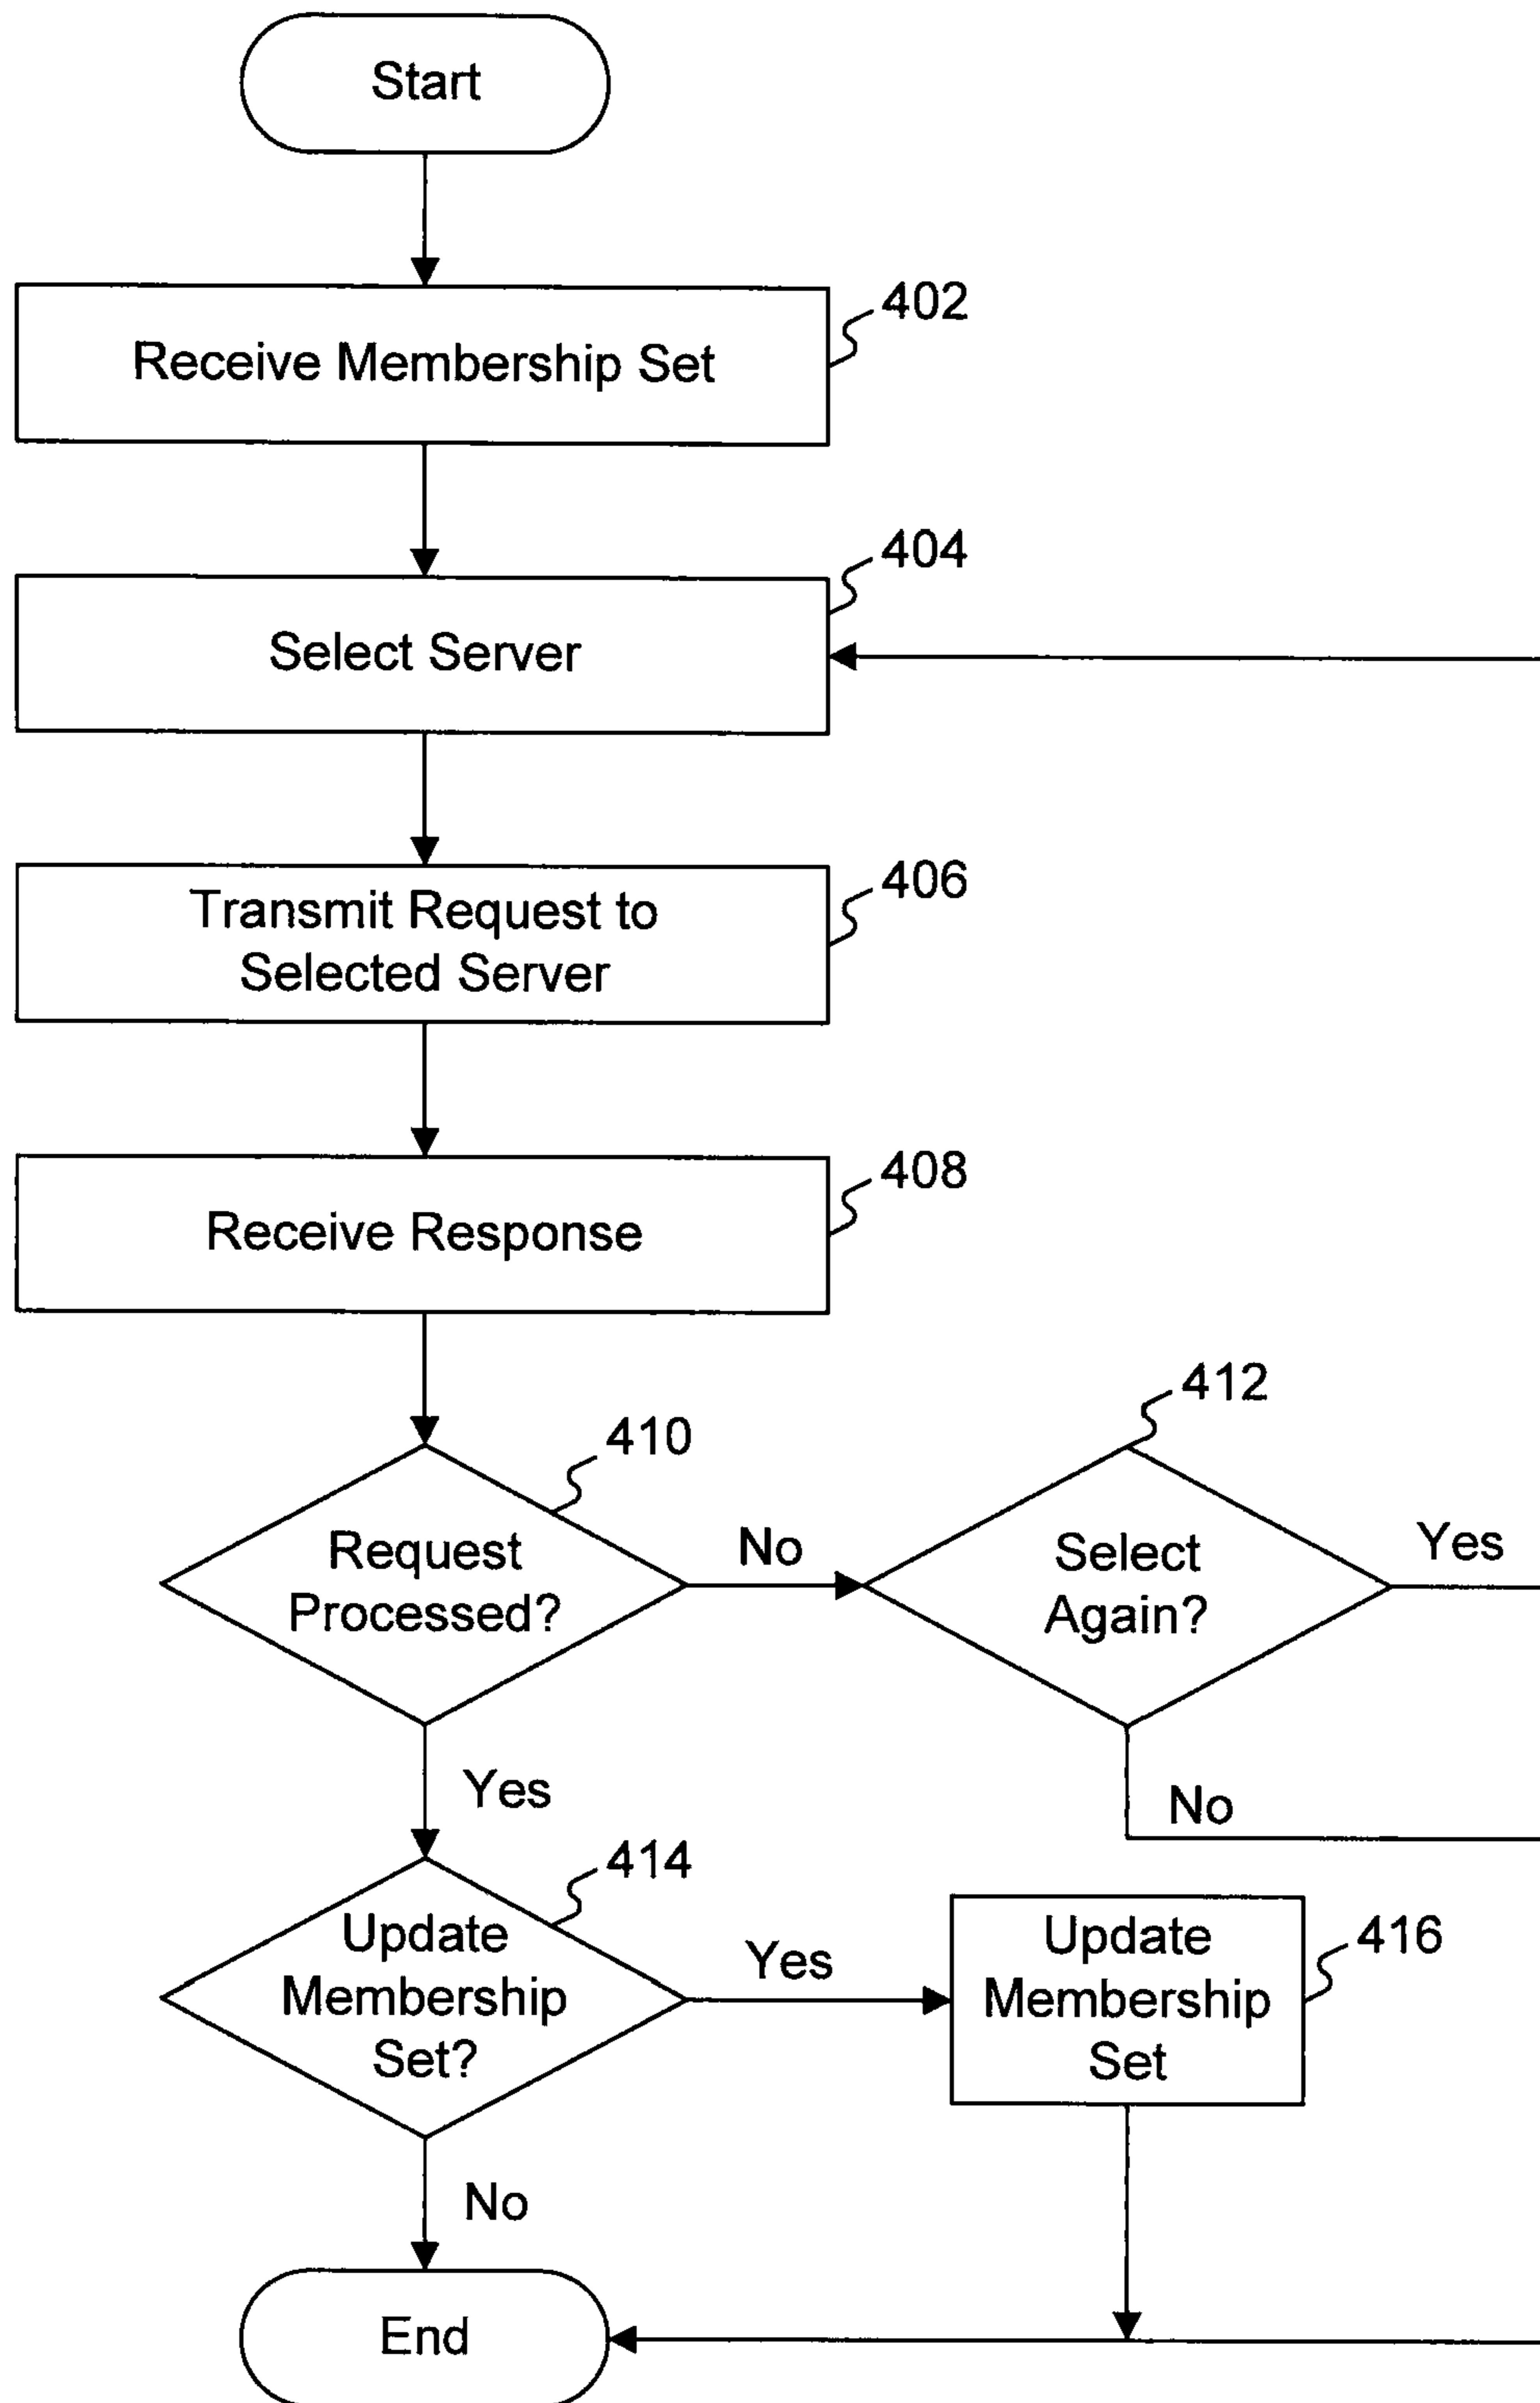 Start
402
Receive Membership Set
404
Select Server
406
Transmit Request to
Selected Server
408
Receive Response
412
410
Request
Processed?
No
Select
Again?
Yes
Yes
No
414
Update
Membership
Set?
Yes
Update
Membership
Set
416
No
End